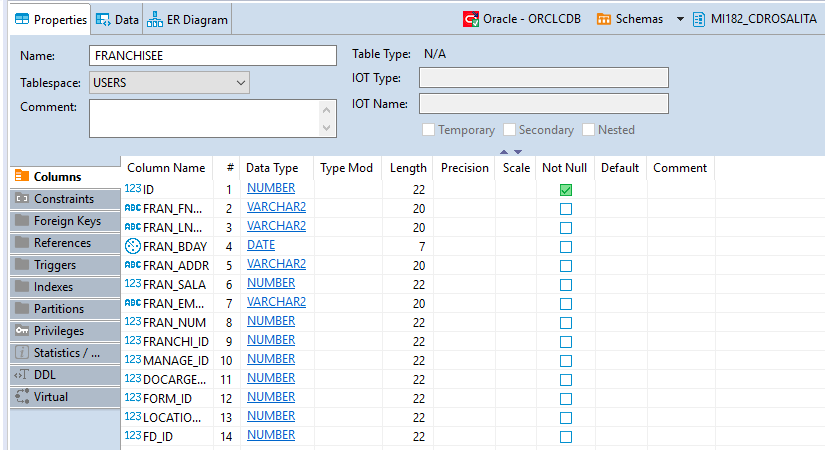 Properties Data ER Diagram Oracle - ORCLCDB Schemas MI182_CDROSALITA
Name: FRANCHISEE Table Type: N/A
Tablespace: USERS IOT Type:
Comment: IOT Name:
Temporary Secondary Nested
Columns Column Name # Data Type Type Mod Length Precision Scale Not Null Default Comment
Constraints
Foreign Keys
References
Triggers
Indexes
Partitions
Privileges
Statistics / ...
DDL
Virtual
123 ID 1 NUMBER 22
ABC FRAN_FN... 2 VARCHAR2 20
ABC FRAN_LN... 3 VARCHAR2 20
FRAN_BDAY 4 DATE 7
ABC FRAN_ADDR 5 VARCHAR2 20
123 FRAN_SALA 6 NUMBER 22
ABC FRAN_EM... 7 VARCHAR2 20
123 FRAN_NUM 8 NUMBER 22
123 FRANCHI_ID 9 NUMBER 22
123 MANAGE_ID 10 NUMBER 22
123 DOCARGE... 11 NUMBER 22
123 FORM_ID 12 NUMBER 22
123 LOCATIO... 13 NUMBER 22
123 FD_ID 14 NUMBER 22